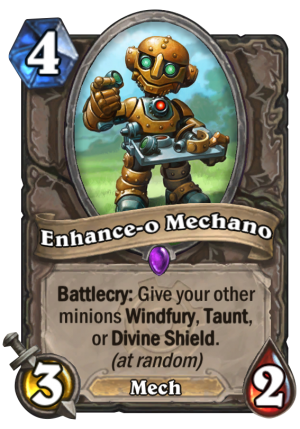 4
Enhance-o Mechano
Battlecry: Give your other
minions Windfury, Taunt,
or Divine Shield.
(at random)
3
Mech
2